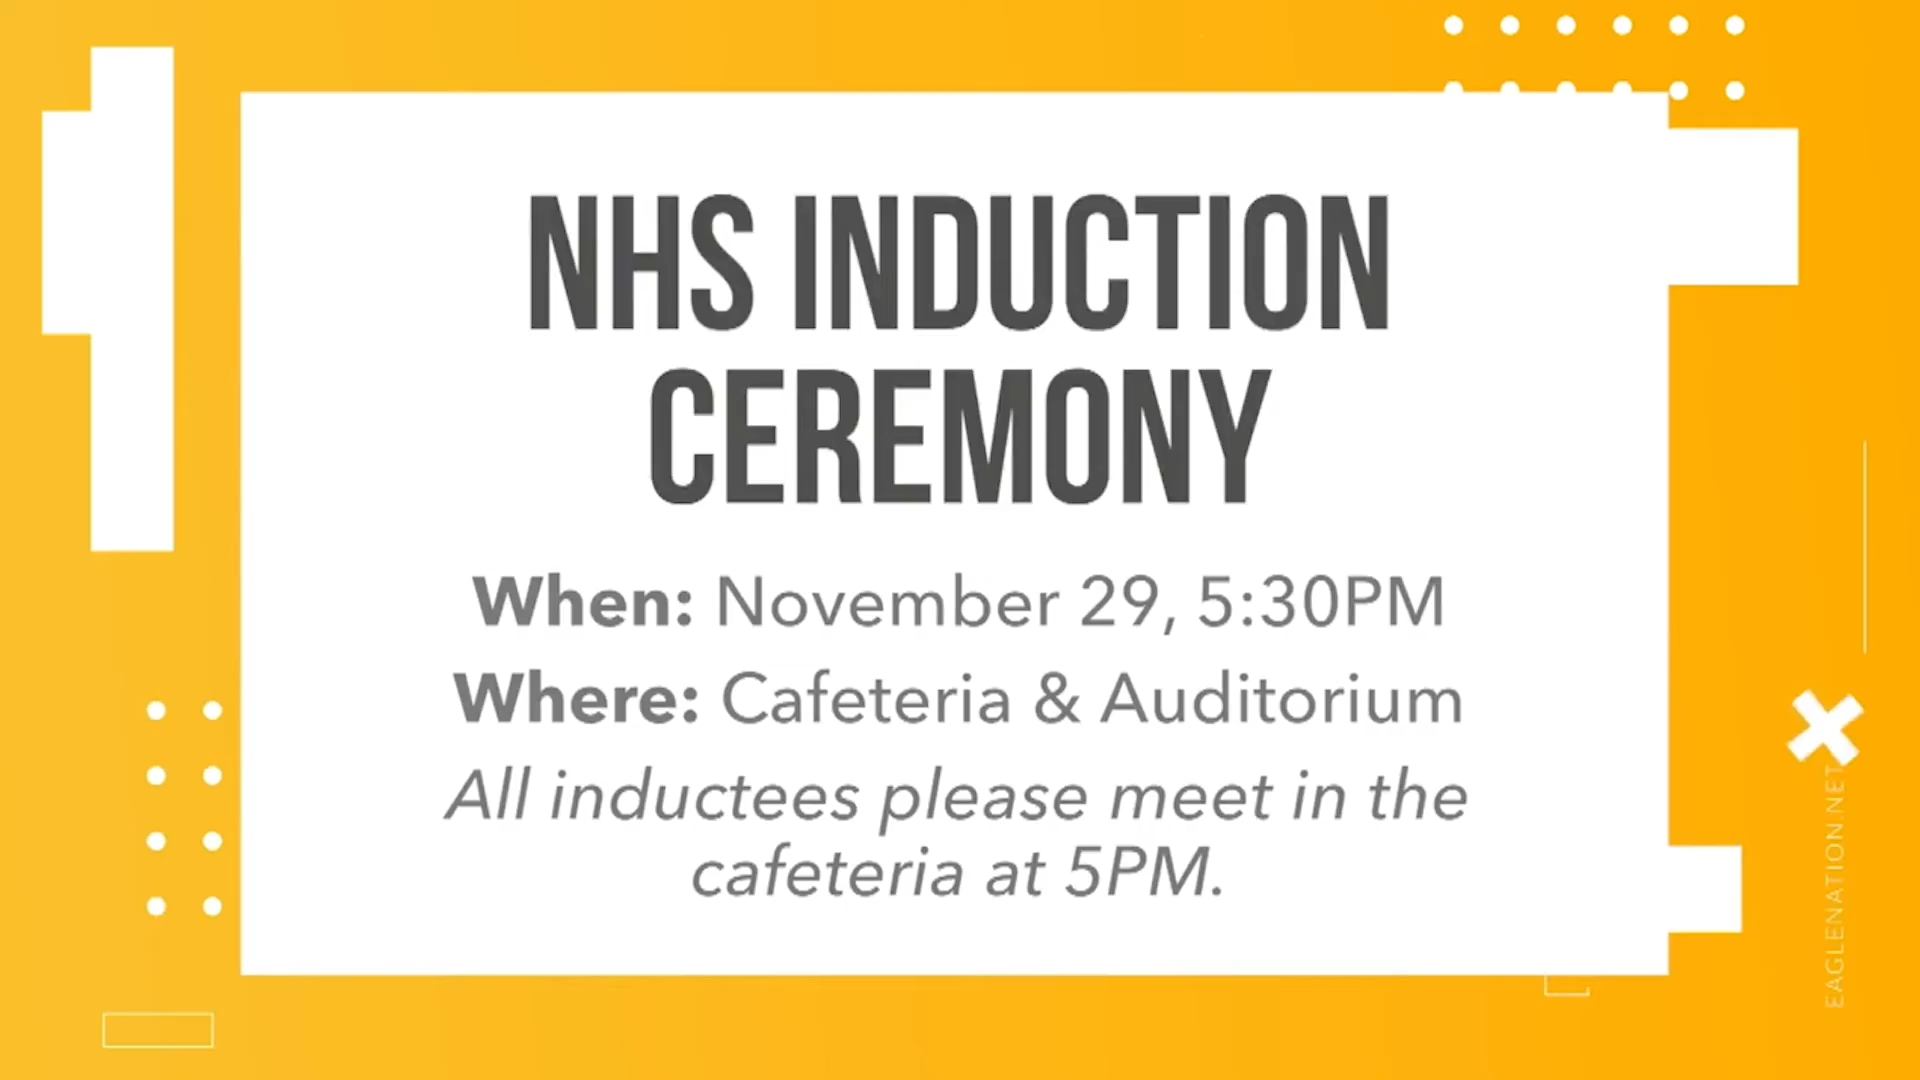 NHS INDUCTION
CEREMONY
When: November 29, 5:30PM
Where: Cafeteria & Auditorium
All inductees please meet in the
cafeteria at 5PM.
EAGLENATION.NET